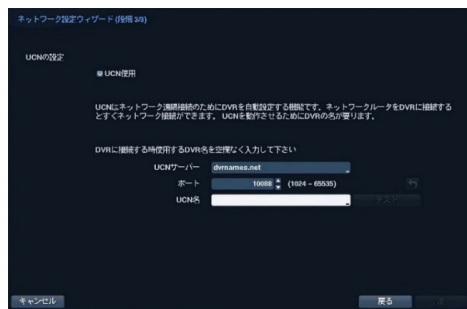 ネットワーク設定ウィザード (段階 3/3)
UCNの設定
UCN使用
UCNはネットワーク遠隔接続のためにDVRを自動設定する機能です。ネットワークルータをDVRに接続する
とすぐネットワーク接続ができます。UCNを動作させるためにDVRの名が要ります。
DVRに接続する時使用するDVR名を空欄なく入力して下さい
UCNサーバー dvrnames.net
ポート 10088 (1024 ~ 65535)
UCN名 テスト
キャンセル 戻る